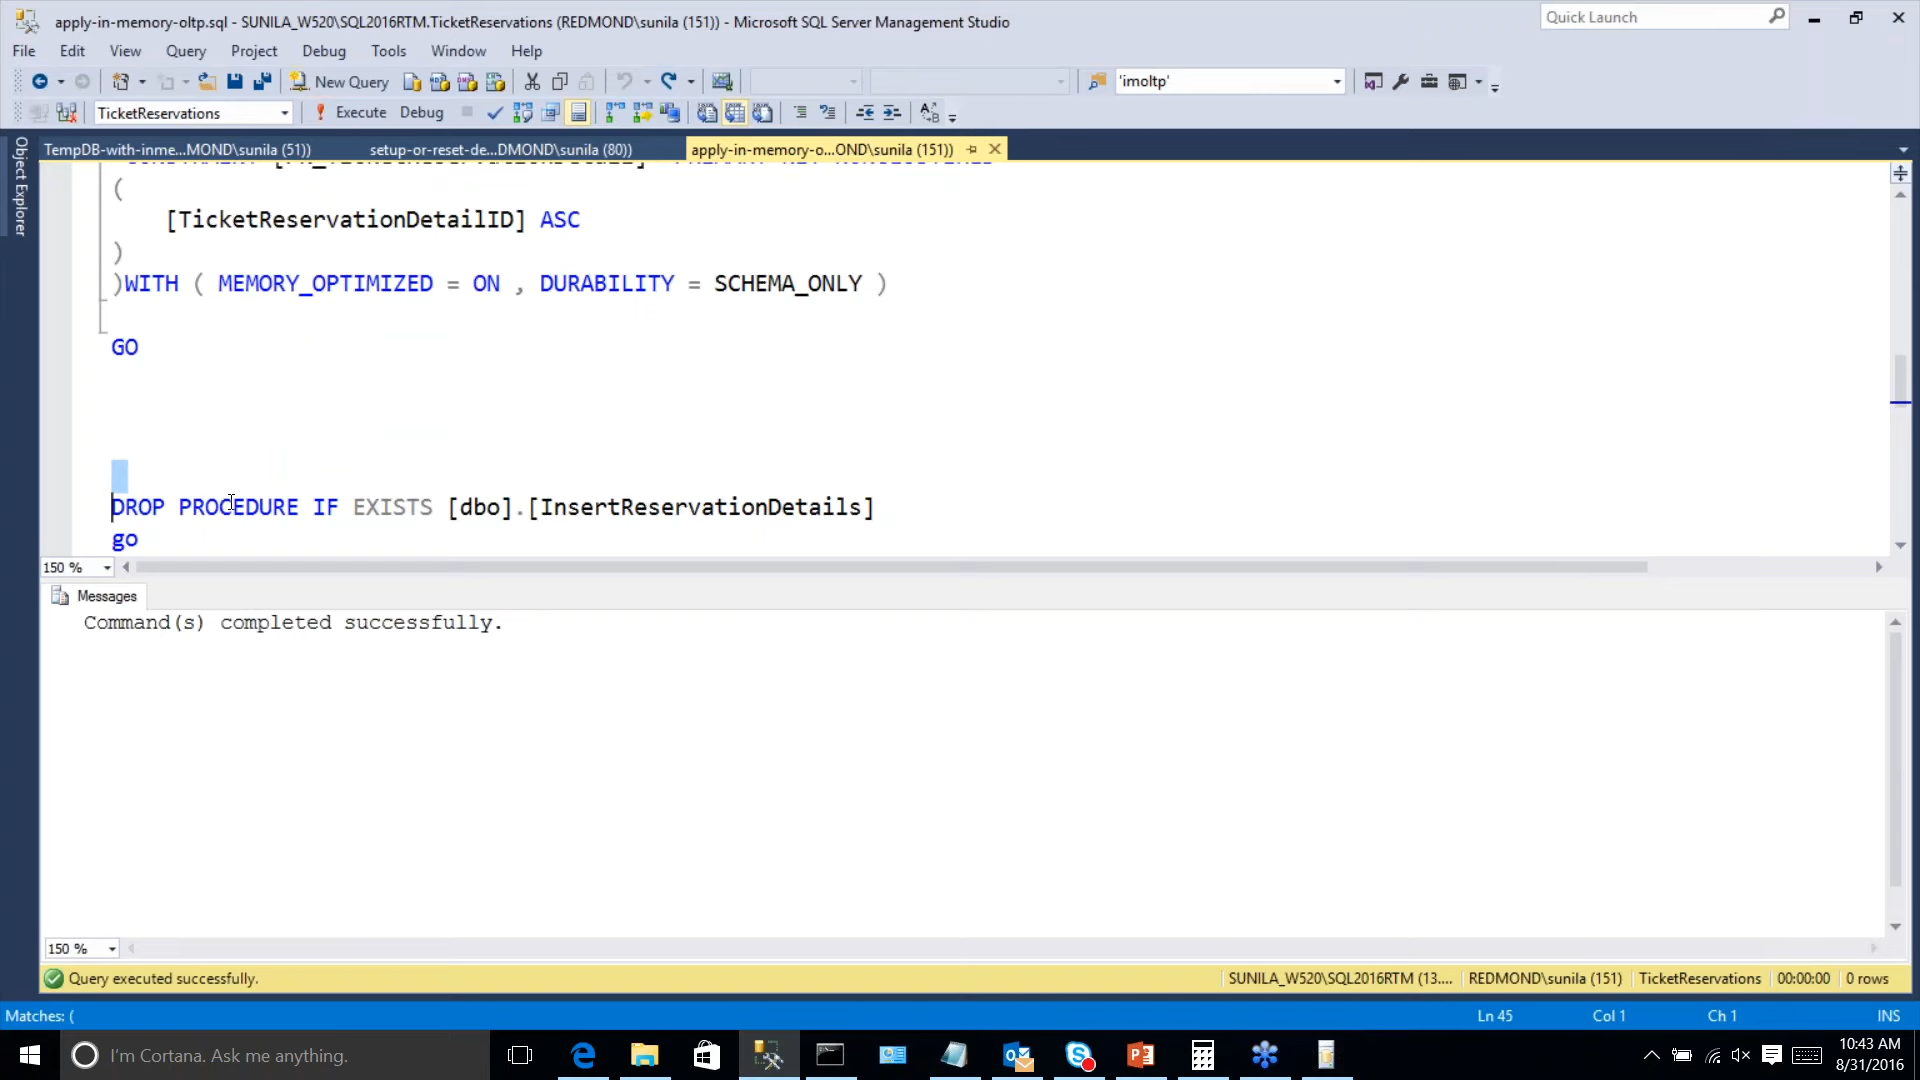 apply-in-memory-oltp.sql - SUNILA_W520\SQL2016RTM.TicketReservations (REDMOND\sunila (151)) - Microsoft SQL Server Management Studio
Quick Launch
File Edit View Query Project Debug Tools Window Help
New Query
'imoltp'
TicketReservations
Execute Debug
TempDB-with-inme...MOND\sunila (51))
setup-or-reset-de...DMOND\sunila (80))
apply-in-memory-o...OND\sunila (151))
Object Explorer
(
[TicketReservationDetailID] ASC
)
)WITH ( MEMORY_OPTIMIZED = ON , DURABILITY = SCHEMA_ONLY )
GO
DROP PROCEDURE IF EXISTS [dbo].[InsertReservationDetails]
go
150 %
Messages
Command(s) completed successfully.
150 %
Query executed successfully.
SUNILA_W520\SQL2016RTM (13....
REDMOND\sunila (151)
TicketReservations
00:00:00
0 rows
Matches: (
Ln 45
Col 1
Ch 1
INS
I'm Cortana. Ask me anything.
10:43 AM
8/31/2016